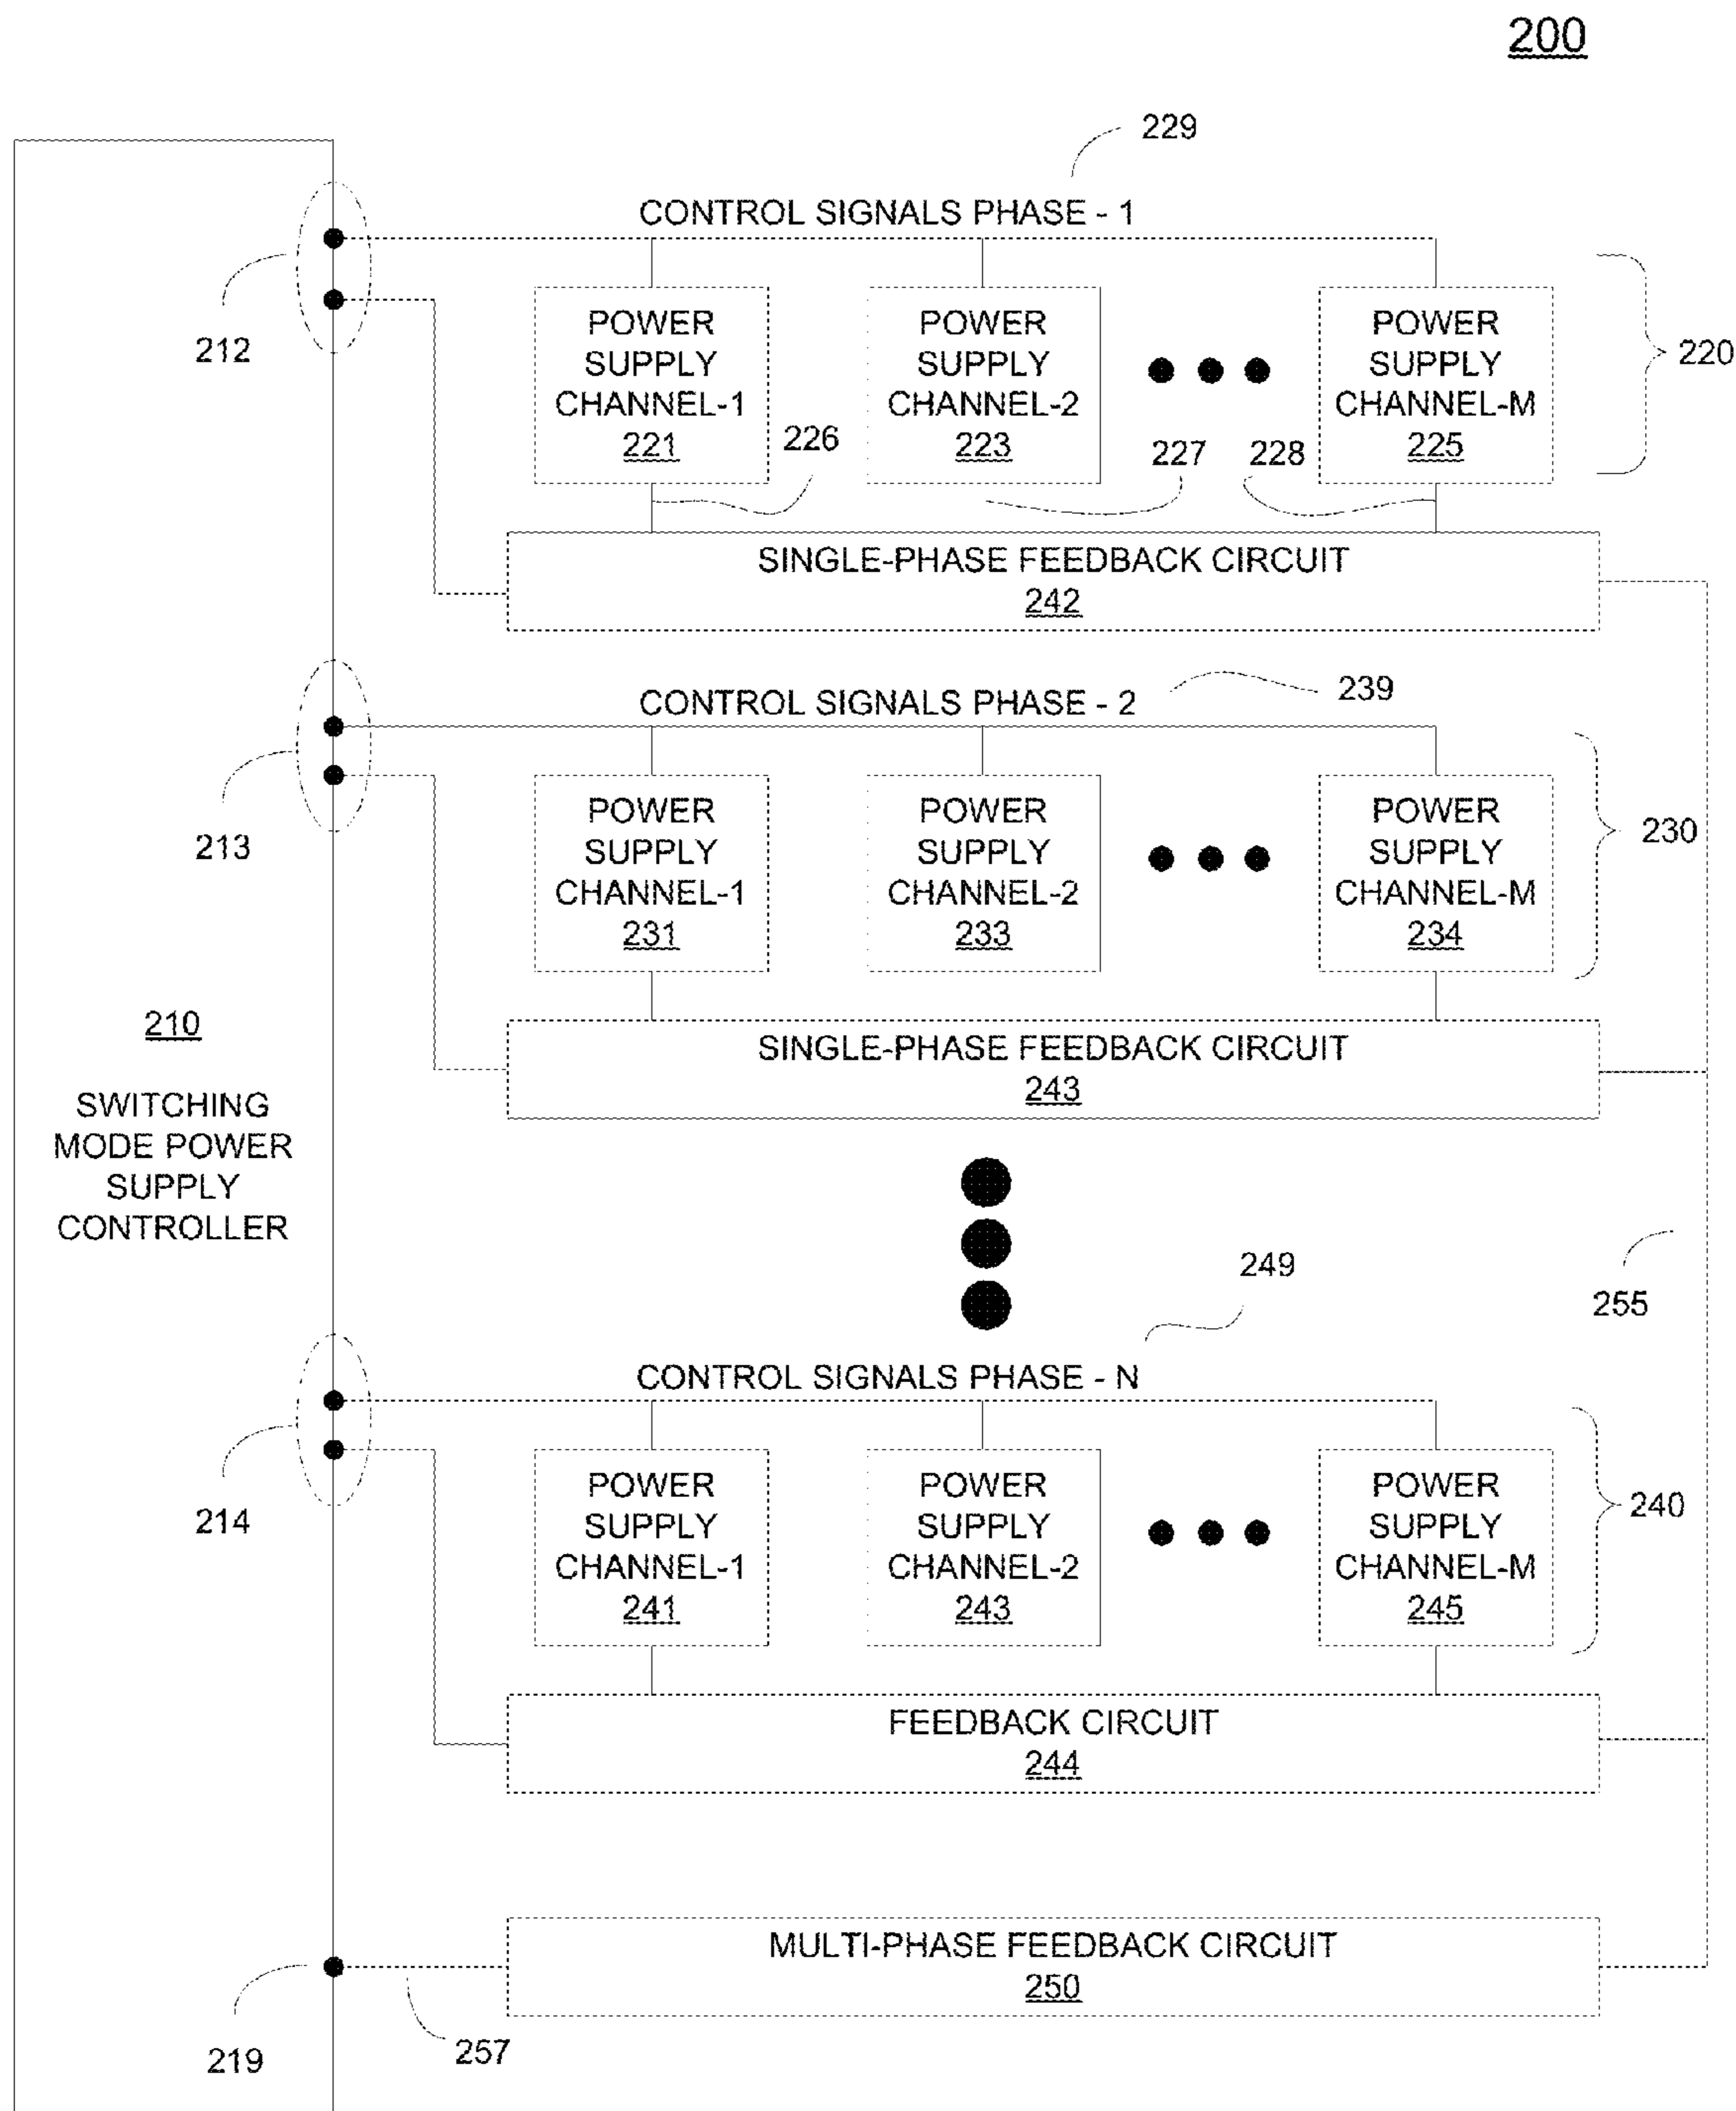 200
229
CONTROL SIGNALS PHASE - 1
212
POWER
SUPPLY
CHANNEL-1
221
226
POWER
SUPPLY
CHANNEL-2
223
227
228
POWER
SUPPLY
CHANNEL-M
225
220
SINGLE-PHASE FEEDBACK CIRCUIT
242
CONTROL SIGNALS PHASE - 2
239
213
POWER
SUPPLY
CHANNEL-1
231
POWER
SUPPLY
CHANNEL-2
233
POWER
SUPPLY
CHANNEL-M
234
230
SINGLE-PHASE FEEDBACK CIRCUIT
243
210
SWITCHING
MODE POWER
SUPPLY
CONTROLLER
249
255
CONTROL SIGNALS PHASE - N
214
POWER
SUPPLY
CHANNEL-1
241
POWER
SUPPLY
CHANNEL-2
243
POWER
SUPPLY
CHANNEL-M
245
240
FEEDBACK CIRCUIT
244
MULTI-PHASE FEEDBACK CIRCUIT
250
219
257